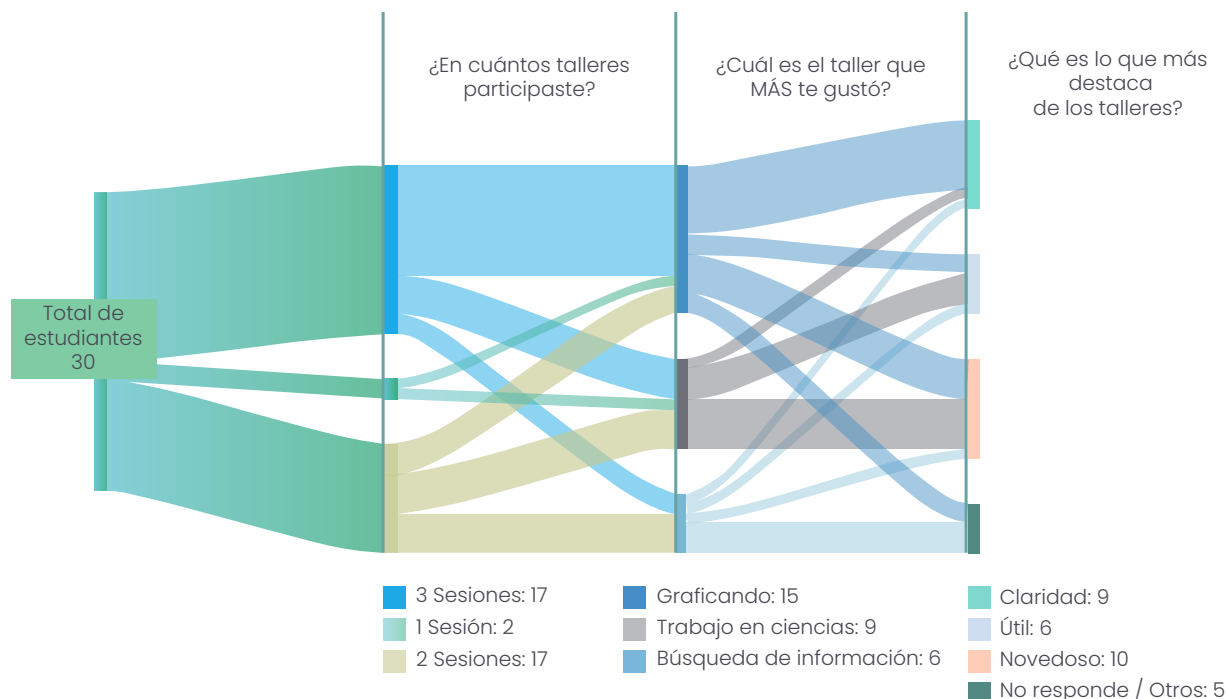 ¿En cuántos talleres
participaste?
¿Cuál es el taller que
MÁS te gustó?
¿Qué es lo que más
destaca
de los talleres?
Total de
estudiantes
30
3 Sesiones: 17
1 Sesión: 2
2 Sesiones: 17
Graficando: 15
Trabajo en ciencias: 9
Búsqueda de información: 6
Claridad: 9
Útil: 6
Novedoso: 10
No responde / Otros: 5